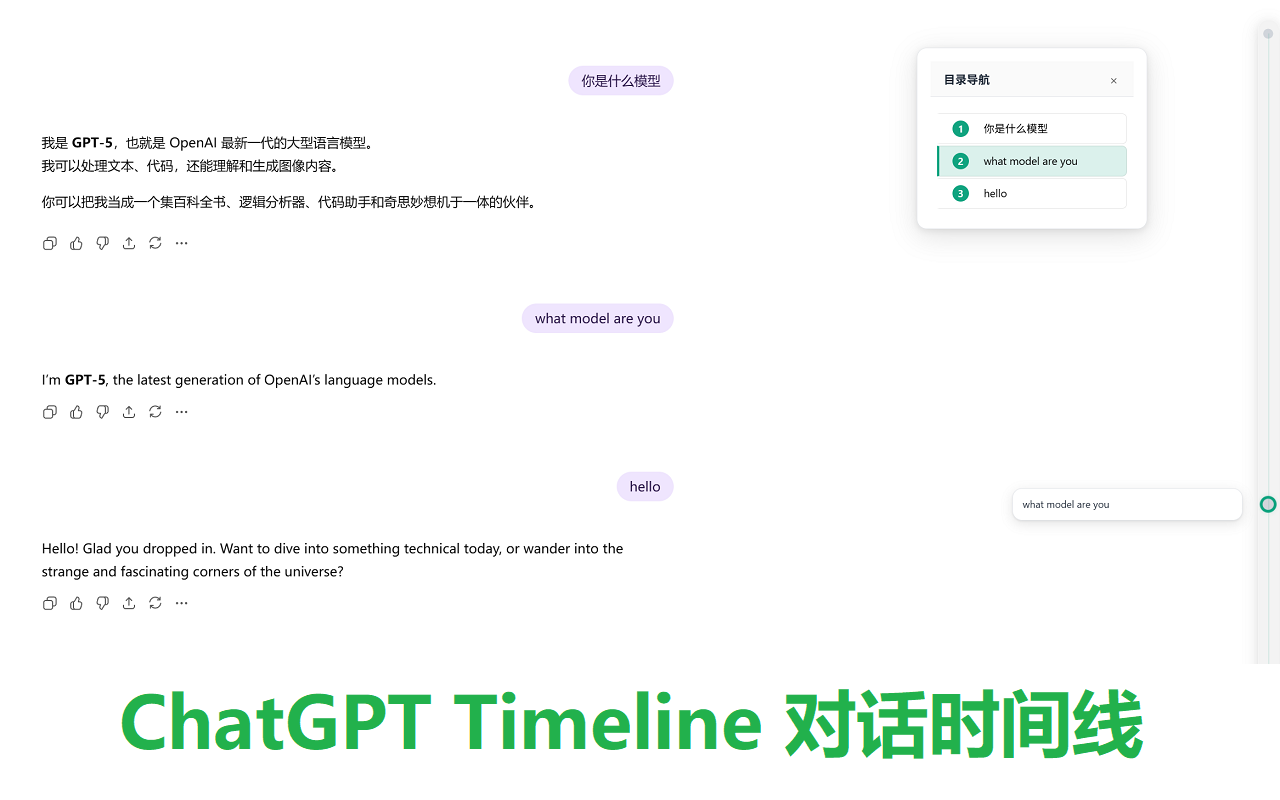 你是什么模型
我是 GPT-5，也就是 OpenAI 最新一代的大型语言模型。
我可以处理文本、代码，还能理解和生成图像内容。
你可以把我当成一个集百科全书、逻辑分析器、代码助手和奇思妙想机于一体的伙伴。
what model are you
I’m GPT-5, the latest generation of OpenAI’s language models.
hello
Hello! Glad you dropped in. Want to dive into something technical today, or wander into the
strange and fascinating corners of the universe?
目录导航 ×
1 你是什么模型
2 what model are you
3 hello
what model are you
ChatGPT Timeline 对话时间线